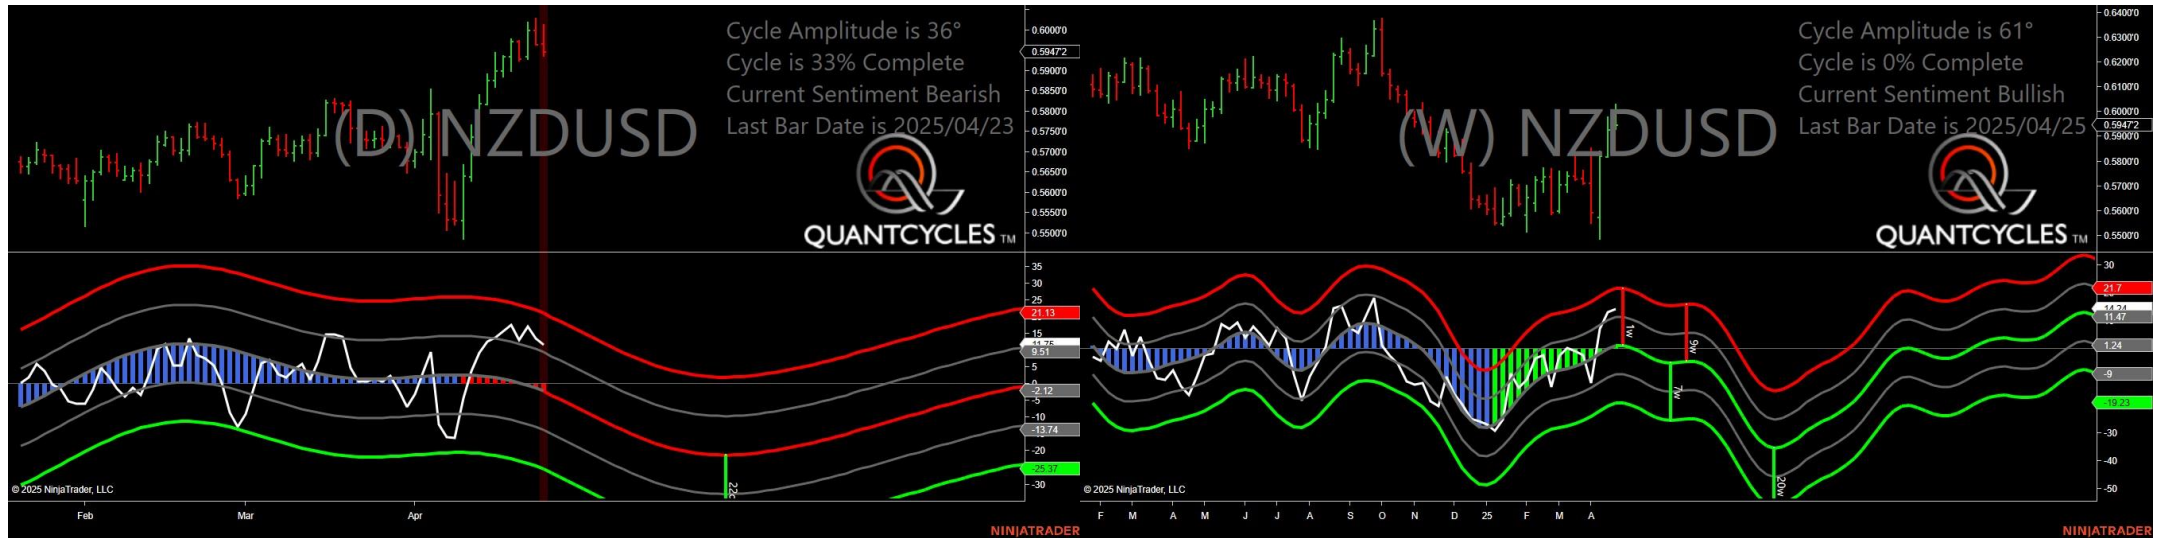 Cycle Amplitude is 36°
Cycle is 33% Complete
Current Sentiment Bearish
Last Bar Date is 2025/04/23
(D) NZDUSD
QUANTCYCLES TM
0.6000'0
0.5947'2
0.5900'0
0.5800'0
0.5750'0
0.5700'0
0.5650'0
0.5600'0
0.5550'0
0.5500'0
35
30
25
21.13
15
11.75
9.51
5
0
-2.12
-5
-10
-13.74
-20
-25.37
-30
22
© 2025 NinjaTrader, LLC
Feb Mar Apr
NINJATRADER
Cycle Amplitude is 61°
Cycle is 0% Complete
Current Sentiment Bullish
Last Bar Date is 2025/04/25
(W) NZDUSD
QUANTCYCLES TM
0.6400'0
0.6300'0
0.6200'0
0.6100'0
0.6000'0
0.5947'2
0.5900'0
0.5800'0
0.5700'0
0.5600'0
0.5500'0
30
21.7
14.24
11.47
1.24
-9
-19.23
-30
-40
-50
1w
9w
7w
20w
© 2025 NinjaTrader, LLC
F M A M J J A S O N D 25 F M A
NINJATRADER